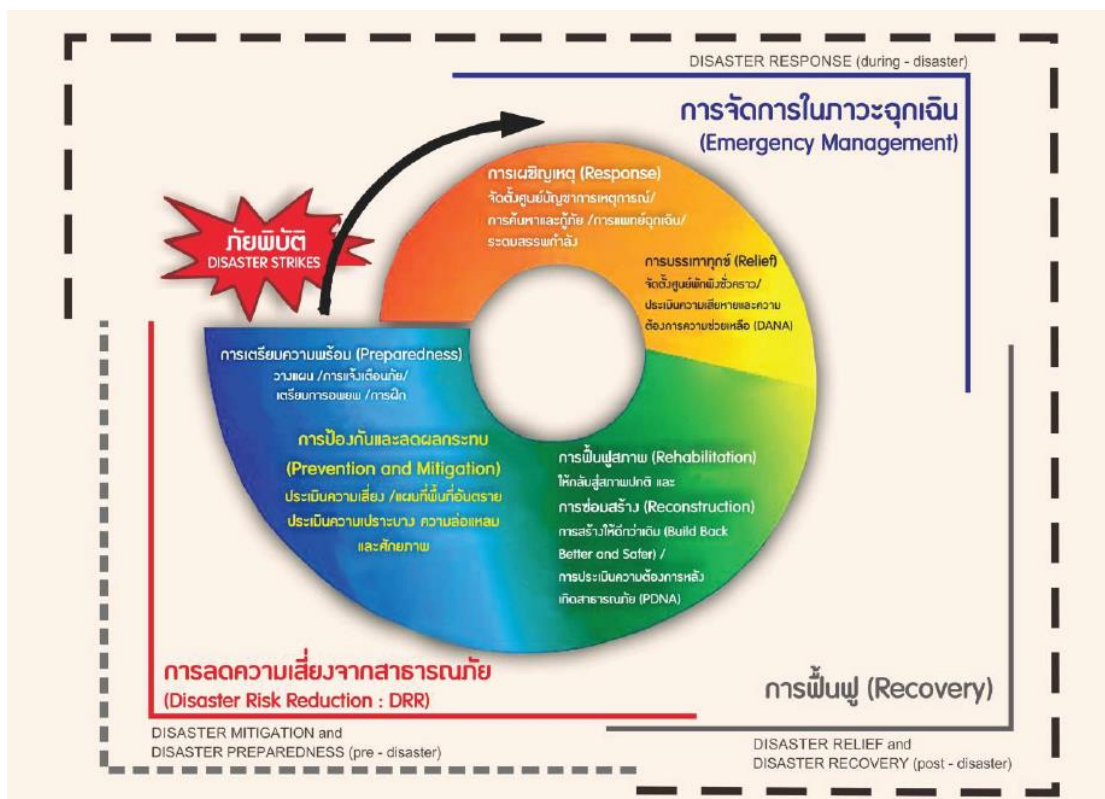 DISASTER RESPONSE (during - disaster)
การจัดการในภาวะฉุกเฉิน
(Emergency Management)
การเผชิญเหตุ (Response)
จัดตั้งศูนย์บัญชาการเหตุการณ์/
การค้นหาและกู้ภัย /การแพทย์ฉุกเฉิน/
ระดมสรรพกำลัง
ภัยพิบัติ
DISASTER STRIKES
การบรรเทาทุกข์ (Relief)
จัดตั้งศูนย์พักพิงชั่วคราว/
ประเมินความเสียหายและความ
ต้องการความช่วยเหลือ (DANA)
การเตรียมความพร้อม (Preparedness)
วางแผน /การแจ้งเตือนภัย/
เตรียมการอพยพ /การฝึก
การป้องกันและลดผลกระทบ
(Prevention and Mitigation)
ประเมินความเสี่ยง /แผนที่พื้นที่อันตราย
ประเมินความเปราะบาง ความล่อแหลม
และศักยภาพ
การฟื้นฟูสภาพ (Rehabilitation)
ให้กลับสู่สภาพปกติ และ
การซ่อมสร้าง (Reconstruction)
การสร้างให้ดีกว่าเดิม (Build Back
Better and Safer) /
การประเมินความต้องการหลัง
เกิดสาธารณภัย (PDNA)
การลดความเสี่ยงจากสาธารณภัย
(Disaster Risk Reduction : DRR)
DISASTER MITIGATION and
DISASTER PREPAREDNESS (pre - disaster)
การฟื้นฟู (Recovery)
DISASTER RELIEF and
DISASTER RECOVERY (post - disaster)